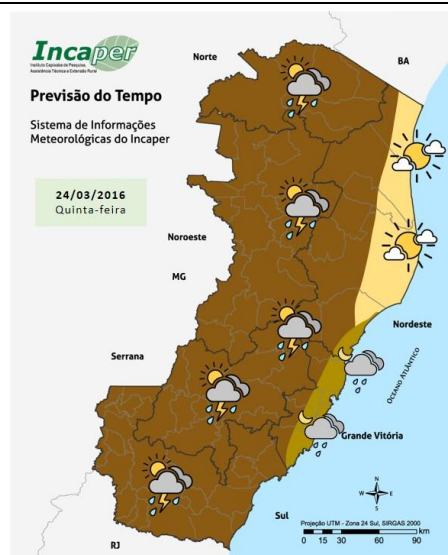 Incaper
Instituto Capixaba de Pesquisa,
Assistência Técnica e Extensão Rural
Previsão do Tempo
Sistema de Informações
Meteorológicas do Incaper
24/03/2016
Quinta-feira
Norte
BA
Noroeste
MG
Nordeste
Serrana
OCEANO ATLÂNTICO
Grande Vitória
Sul
RJ
N
W
E
S
Projeção UTM - Zona 24 Sul, SIRGAS 2000
km
0 15 30 60 90